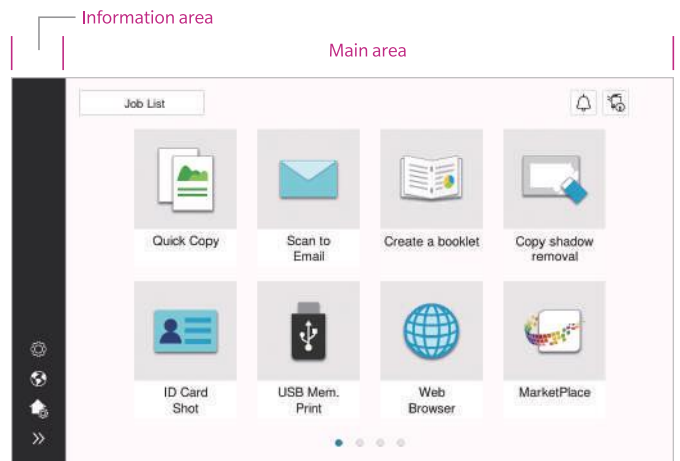 Information area
Main area
Job List
Quick Copy
Scan to
Email
Create a booklet
Copy shadow
removal
ID Card
Shot
USB Mem.
Print
Web
Browser
MarketPlace